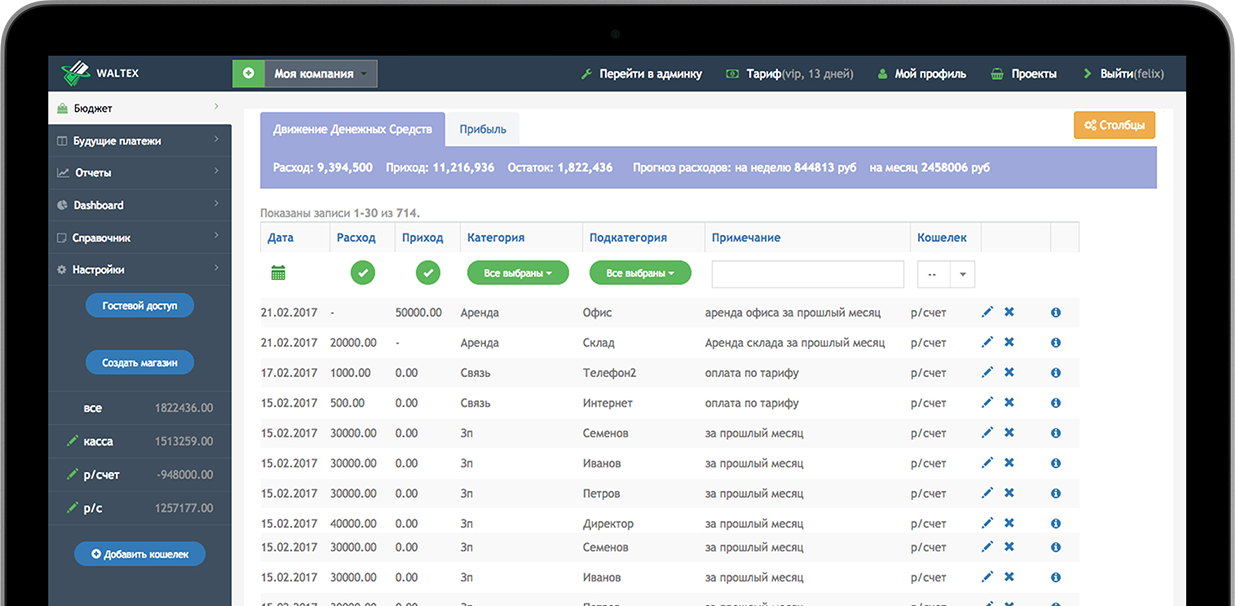 WALTEX
Моя компания
Перейти в админку
Тариф(vip, 13 дней)
Мой профиль
Проекты
Выйти(felix)
Бюджет
Будущие платежи
Отчеты
Dashboard
Справочник
Настройки
Гостевой доступ
Создать магазин
все 1822436.00
касса 1513259.00
р/счет -948000.00
р/с 1257177.00
Добавить кошелек
Движение Денежных Средств
Прибыль
Столбцы
Расход: 9,394,500 Приход: 11,216,936 Остаток: 1,822,436 Прогноз расходов: на неделю 844813 руб на месяц 2458006 руб
Показаны записи 1-30 из 714.
Дата Расход Приход Категория Подкатегория Примечание Кошелек
Все выбраны Все выбраны --
21.02.2017 - 50000.00 Аренда Офис аренда офиса за прошлый месяц р/счет
21.02.2017 20000.00 - Аренда Склад Аренда склада за прошлый месяц р/счет
17.02.2017 1000.00 0.00 Связь Телефон2 оплата по тарифу р/счет
15.02.2017 500.00 0.00 Связь Интернет оплата по тарифу р/счет
15.02.2017 30000.00 0.00 Зп Семенов за прошлый месяц р/счет
15.02.2017 30000.00 0.00 Зп Иванов за прошлый месяц р/счет
15.02.2017 30000.00 0.00 Зп Петров за прошлый месяц р/счет
15.02.2017 40000.00 0.00 Зп Директор за прошлый месяц р/счет
15.02.2017 30000.00 0.00 Зп Семенов за прошлый месяц р/счет
15.02.2017 30000.00 0.00 Зп Иванов за прошлый месяц р/счет